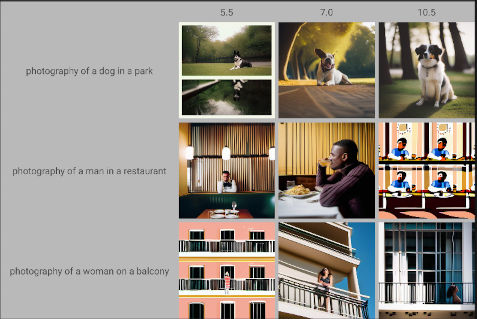 5.5 7.0 10.5
photography of a dog in a park
photography of a man in a restaurant
photography of a woman on a balcony